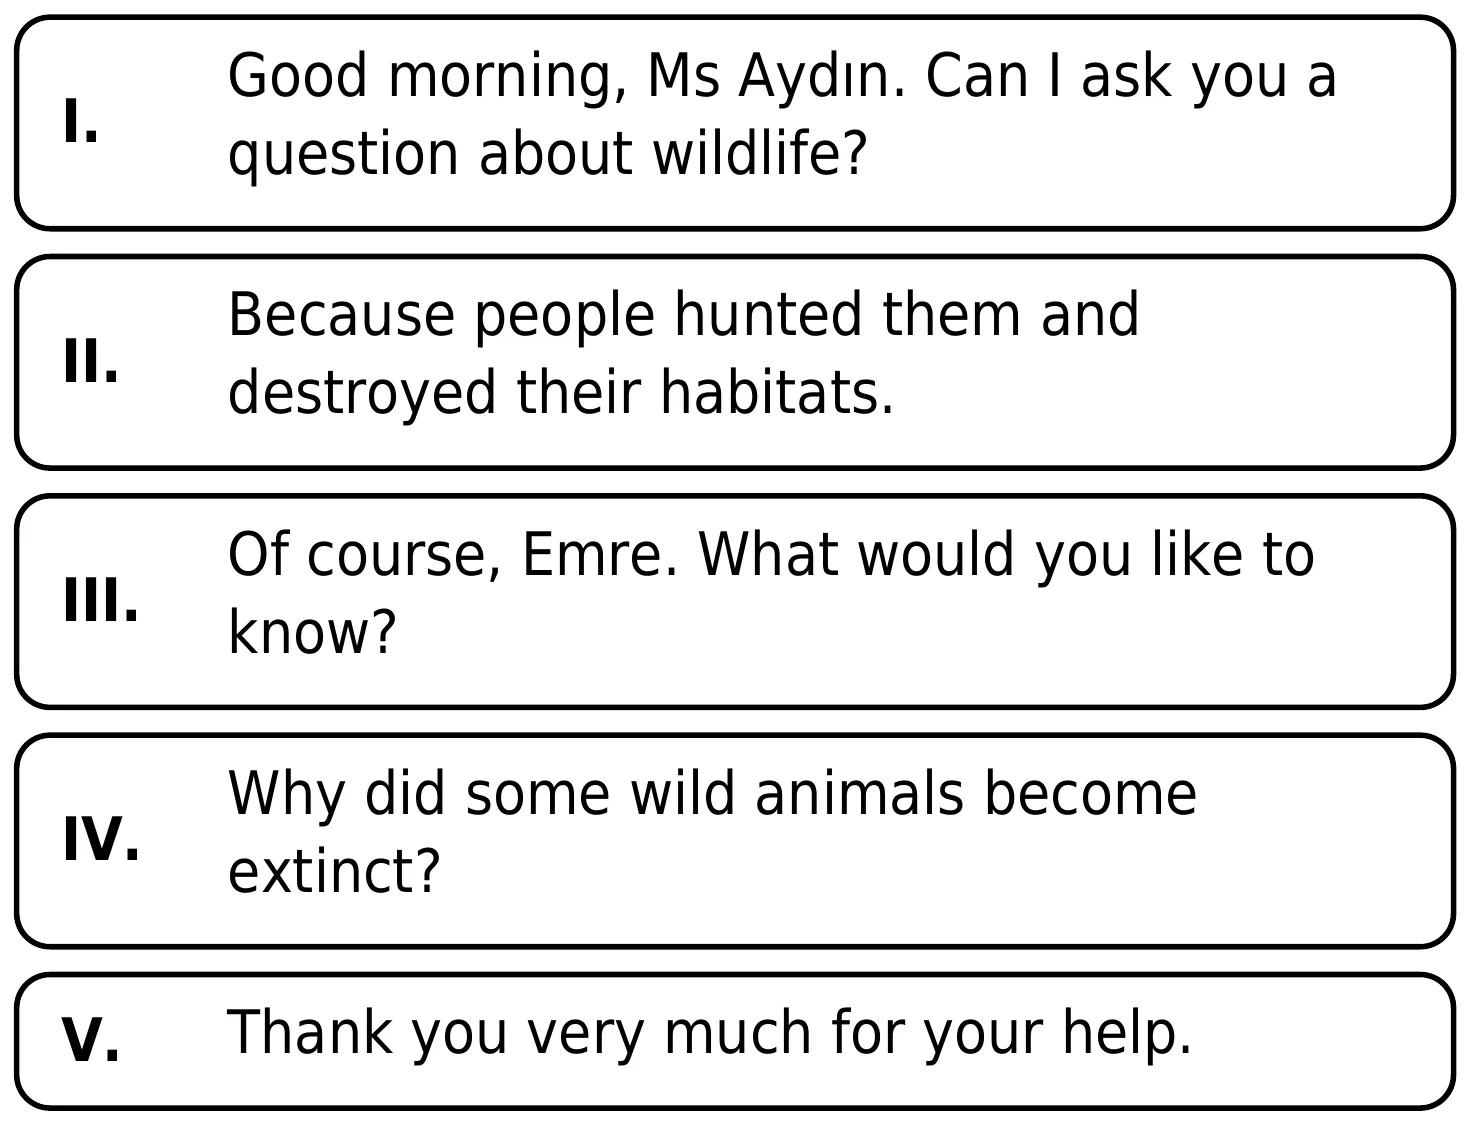 I.
Good morning, Ms Aydın. Can I ask you a
question about wildlife?
II.
Because people hunted them and
destroyed their habitats.
III.
Of course, Emre. What would you like to
know?
IV.
Why did some wild animals become
extinct?
V.
Thank you very much for your help.